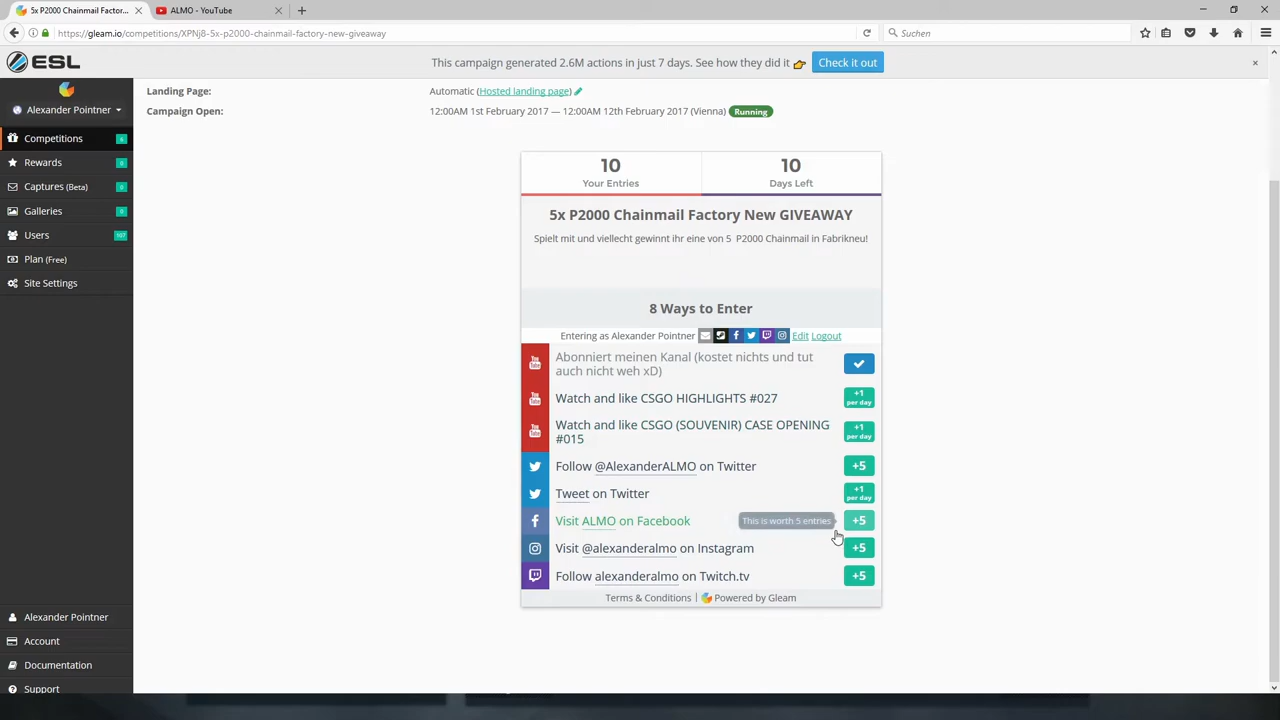 5x P2000 Chainmail Factor...
ALMO - YouTube
https://gleam.io/competitions/XPNj8-5x-p2000-chainmail-factory-new-giveaway
Suchen
ESL
This campaign generated 2.6M actions in just 7 days. See how they did it
Check it out
Alexander Pointner
Competitions
Rewards
Captures (Beta)
Galleries
Users
107
Plan (Free)
Site Settings
Alexander Pointner
Account
Documentation
Support
Landing Page:
Automatic (Hosted landing page)
Campaign Open:
12:00AM 1st February 2017 — 12:00AM 12th February 2017 (Vienna)
Running
10
Your Entries
10
Days Left
5x P2000 Chainmail Factory New GIVEAWAY
Spielt mit und viellecht gewinnt ihr eine von 5 P2000 Chainmail in Fabrikneu!
8 Ways to Enter
Entering as Alexander Pointner
Edit Logout
You Tube
Abonniert meinen Kanal (kostet nichts und tut
auch nicht weh xD)
You Tube
Watch and like CSGO HIGHLIGHTS #027
+1
per day
You Tube
Watch and like CSGO (SOUVENIR) CASE OPENING
#015
+1
per day
Follow @AlexanderALMO on Twitter
+5
Tweet on Twitter
+1
per day
Visit ALMO on Facebook
This is worth 5 entries
+5
Visit @alexanderalmo on Instagram
+5
Follow alexanderalmo on Twitch.tv
+5
Terms & Conditions | Powered by Gleam